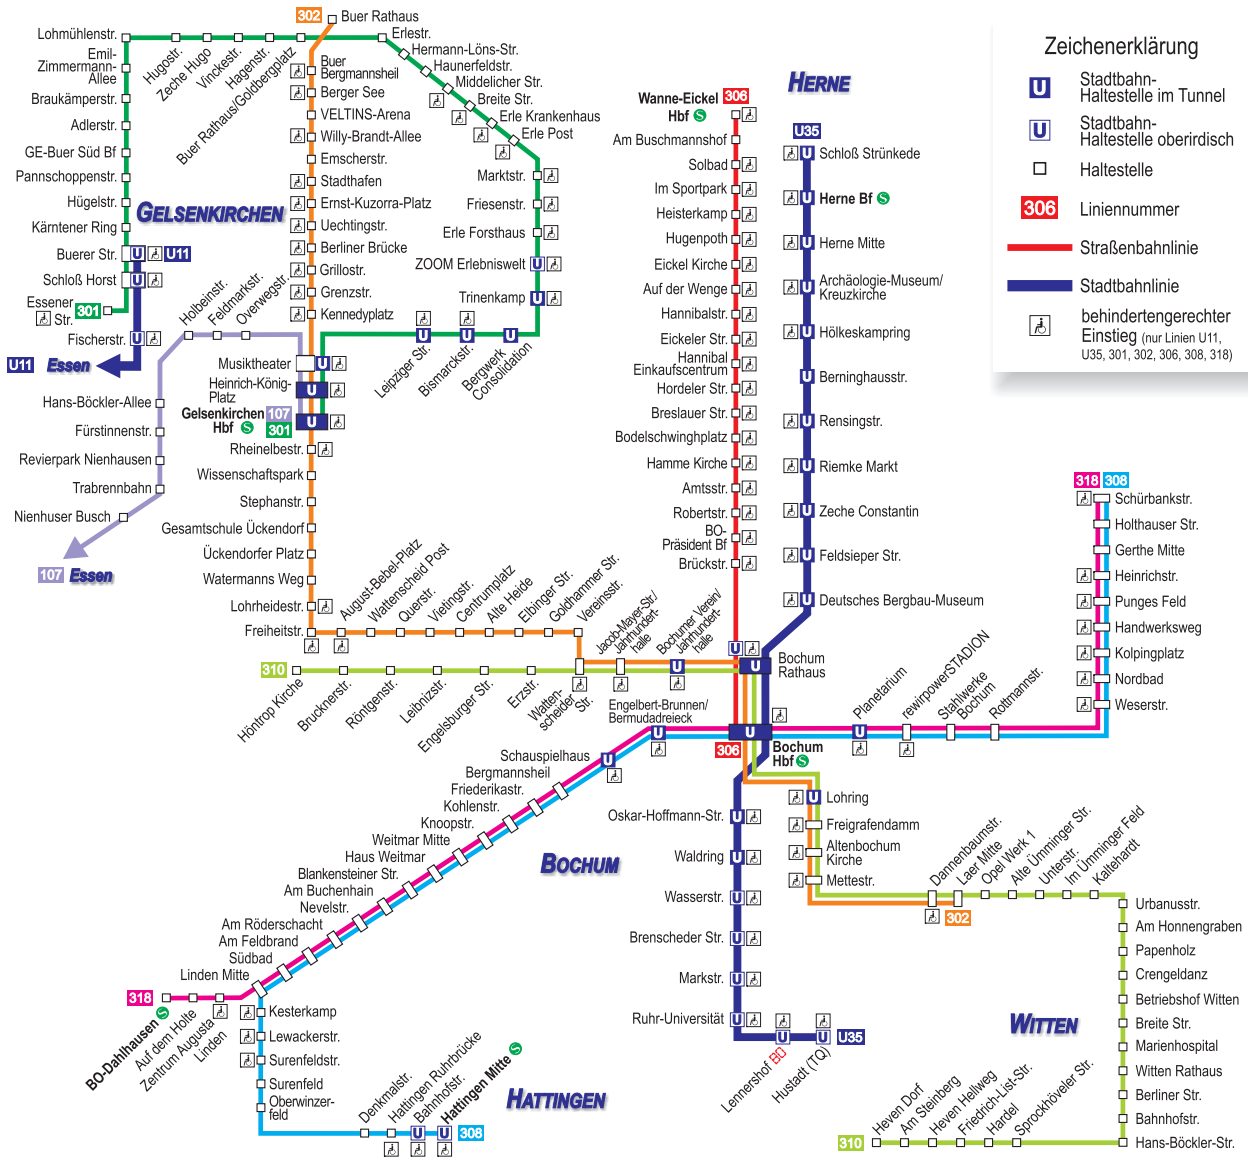 302
Buer Rathaus
Lohmühlenstr.
Emil-
Zimmermann-
Allee
Braukämperstr.
Adlerstr.
GE-Buer Süd Bf
Pannschoppenstr.
Hügelstr.
Kärntener Ring
Buerer Str.
U
U11
Schloß Horst
U
Essener
Str.
301
Fischerstr.
U
U11
Essen
Hugostr.
Zeche Hugo
Vinckestr.
Hagenstr.
Buer Rathaus/Goldbergplatz
Erlestr.
Hermann-Löns-Str.
Haunerfeldstr.
Middelicher Str.
Breite Str.
Erle Krankenhaus
Erle Post
Marktstr.
Friesenstr.
Erle Forsthaus
ZOOM Erlebniswelt
U
Trinenkamp
U
GELSENKIRCHEN
Buer
Bergmannsheil
Berger See
VELTINS-Arena
Willy-Brandt-Allee
Emscherstr.
Stadthafen
Ernst-Kuzorra-Platz
Uechtingstr.
Berliner Brücke
Grillostr.
Grenzstr.
Kennedyplatz
Holbeinstr.
Feldmarkstr.
Overwegstr.
U
U
U
Leipziger Str.
Bismarckstr.
Bergwerk
Consolidation
Musiktheater
U
Heinrich-König-
Platz
U
Gelsenkirchen
Hbf
S
107
301
U
Hans-Böckler-Allee
Fürstinnenstr.
Revierpark Nienhausen
Trabrennbahn
Nienhuser Busch
107
Essen
Rheinelbestr.
Wissenschaftspark
Stephanstr.
Gesamtschule Ückendorf
Ückendorfer Platz
Watermanns Weg
Lohrheidestr.
Freiheitstr.
August-Bebel-Platz
Wattenscheid Post
Querstr.
Vietingstr.
Centrumplatz
Alte Heide
Elbinger Str.
Goldhammer Str.
Vereinsstr.
Jacob-Mayer-Str./
Jahrhundert-
halle
Bochumer Verein/
Jahrhundert-
halle
310
Höntrop Kirche
Brucknerstr.
Röntgenstr.
Leibnizstr.
Engelsburger Str.
Erzstr.
Watten-
scheider
Str.
U
U
U
Bochum
Rathaus
Wanne-Eickel
Hbf
S
306
Am Buschmannshof
Solbad
Im Sportpark
Heisterkamp
Hugenpoth
Eickel Kirche
Auf der Wenge
Hannibalstr.
Eickeler Str.
Hannibal
Einkaufscentrum
Hordeler Str.
Breslauer Str.
Bodelschwinghplatz
Hamme Kirche
Amtsstr.
Robertstr.
BO-
Präsident Bf
Brückstr.
HERNE
U35
U
Schloß Strünkede
U
Herne Bf
S
U
Herne Mitte
U
Archäologie-Museum/
Kreuzkirche
U
Hölkeskampring
U
Berninghausstr.
U
Rensingstr.
U
Riemke Markt
U
Zeche Constantin
U
Feldsieper Str.
U
Deutsches Bergbau-Museum
Zeichenerklärung
U
Stadtbahn-
Haltestelle im Tunnel
U
Stadtbahn-
Haltestelle oberirdisch
Haltestelle
306
Liniennummer
Straßenbahnlinie
Stadtbahnlinie
behindertengerechter
Einstieg (nur Linien U11,
U35, 301, 302, 306, 308, 318)
318
308
Schürbankstr.
Holthauser Str.
Gerthe Mitte
Heinrichstr.
Punges Feld
Handwerksweg
Kolpingplatz
Nordbad
Weserstr.
Engelbert-Brunnen/
Bermudadreieck
U
U
306
Bochum
Hbf
S
Planetarium
U
rewirpowerSTADION
Stahlwerke
Bochum
Rottmannstr.
Schauspielhaus
U
Bergmannsheil
Friederikastr.
Kohlenstr.
Knoopstr.
Weitmar Mitte
Haus Weitmar
Blankensteiner Str.
Am Buchenhain
Nevelstr.
Am Röderschacht
Am Feldbrand
Südbad
Linden Mitte
318
BO-Dahlhausen
S
Auf dem Holte
Zentrum Augusta
Linden
Kesterkamp
Lewackerstr.
Surenfeldstr.
Surenfeld
Oberwinzer-
feld
Denkmalstr.
Hattingen Ruhrbrücke
Bahnhofstr.
Hattingen Mitte
S
U
U
308
HATTINGEN
BOCHUM
Oskar-Hoffmann-Str.
U
Waldring
U
Wasserstr.
U
Brenscheder Str.
U
Markstr.
U
Ruhr-Universität
U
U
U
U35
Lennershof BO
Hustadt (TQ)
U
Lohring
Freigrafendamm
Altenbochum
Kirche
Mettestr.
Dannenbaumstr.
Laer Mitte
302
Opel Werk 1
Alte Ümminger Str.
Unterstr.
Im Ümminger Feld
Kaltehardt
Urbanusstr.
Am Honnengraben
Papenholz
Crengeldanz
Betriebshof Witten
Breite Str.
Marienhospital
Witten Rathaus
Berliner Str.
Bahnhofstr.
Hans-Böckler-Str.
WITTEN
310
Heven Dorf
Am Steinberg
Heven Hellweg
Friedrich-List-Str.
Hardel
Sprockhöveler Str.